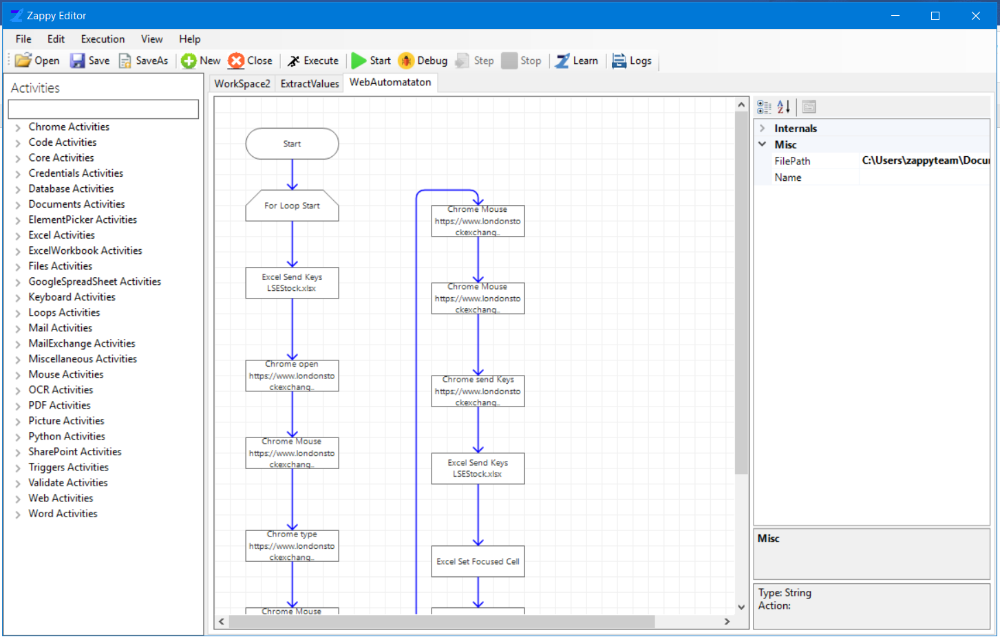 Zappy Editor
File Edit Execution View Help
Open Save SaveAs New Close Execute Start Debug Step Stop Learn Logs
Activities
Chrome Activities
Code Activities
Core Activities
Credentials Activities
Database Activities
Documents Activities
ElementPicker Activities
Excel Activities
ExcelWorkbook Activities
Files Activities
GoogleSpreadSheet Activities
Keyboard Activities
Loops Activities
Mail Activities
MailExchange Activities
Miscellaneous Activities
Mouse Activities
OCR Activities
PDF Activities
Picture Activities
Python Activities
SharePoint Activities
Triggers Activities
Validate Activities
Web Activities
Word Activities
WorkSpace2 ExtractValues WebAutomataton
Start
For Loop Start
Excel Send Keys
LSEStock.xlsx
Chrome open
https://www.londonsto
ckexchang..
Chrome Mouse
https://www.londonsto
ckexchang..
Chrome type
https://www.londonsto
ckexchang..
Chrome Mouse
Chrome Mouse
https://www.londonsto
ckexchang..
Chrome Mouse
https://www.londonsto
ckexchang..
Chrome send Keys
https://www.londonsto
ckexchang..
Excel Send Keys
LSEStock.xlsx
Excel Set Focused Cell
Internals
Misc
FilePath C:\Users\zappyteam\Docu
Name
Misc
Type: String
Action: